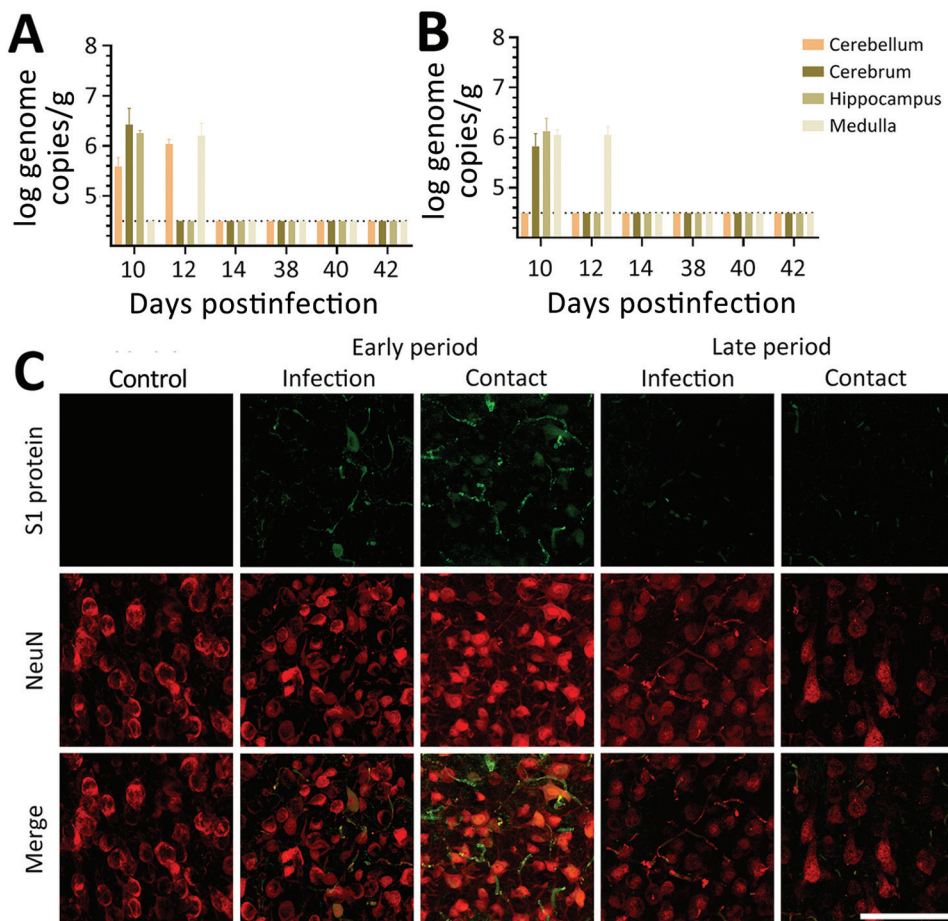 A
log genome
copies/g
8
7
6
5
10 12 14 38 40 42
Days postinfection
B
log genome
copies/g
8
7
6
5
10 12 14 38 40 42
Days postinfection
Cerebellum
Cerebrum
Hippocampus
Medulla
C
Early period
Late period
Control
Infection
Contact
Infection
Contact
S1 protein
NeuN
Merge